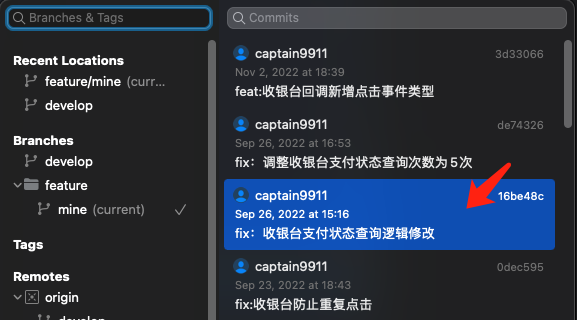 Branches & Tags
Recent Locations
feature/mine (curr...
develop
Branches
develop
feature
mine (current)
Tags
Remotes
origin
develop
Commits
captain9911 3d33066
Nov 2, 2022 at 18:39
feat:收银台回调新增点击事件类型
captain9911 de74326
Sep 26, 2022 at 16:53
fix：调整收银台支付状态查询次数为5次
captain9911 16be48c
Sep 26, 2022 at 15:16
fix：收银台支付状态查询逻辑修改
captain9911 0dec595
Sep 23, 2022 at 18:43
fix:收银台防止重复点击